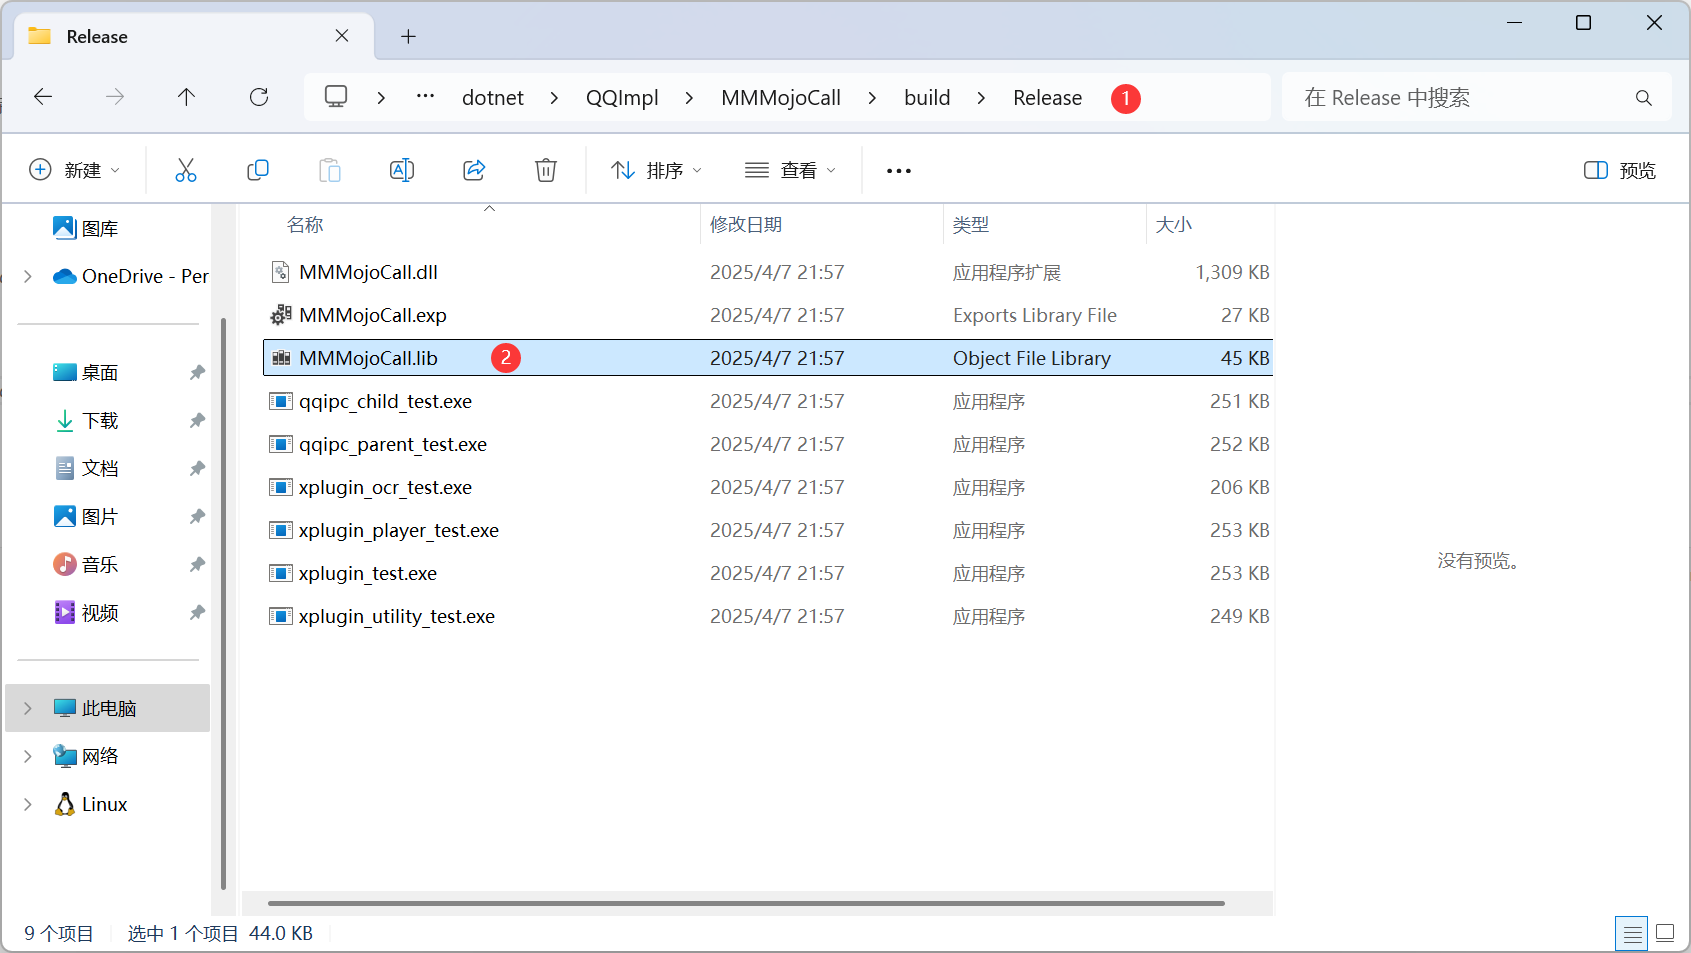 Release
dotnet QQImpl MMMojoCall build Release 1
在 Release 中搜索
新建 排序 查看 预览
图库
OneDrive - Per
桌面
下载
文档
图片
音乐
视频
此电脑
网络
Linux
名称 修改日期 类型 大小
MMMojoCall.dll 2025/4/7 21:57 应用程序扩展 1,309 KB
MMMojoCall.exp 2025/4/7 21:57 Exports Library File 27 KB
MMMojoCall.lib 2 2025/4/7 21:57 Object File Library 45 KB
qqipc_child_test.exe 2025/4/7 21:57 应用程序 251 KB
qqipc_parent_test.exe 2025/4/7 21:57 应用程序 252 KB
xplugin_ocr_test.exe 2025/4/7 21:57 应用程序 206 KB
xplugin_player_test.exe 2025/4/7 21:57 应用程序 253 KB
xplugin_test.exe 2025/4/7 21:57 应用程序 253 KB
xplugin_utility_test.exe 2025/4/7 21:57 应用程序 249 KB
没有预览。
9 个项目 选中 1 个项目 44.0 KB